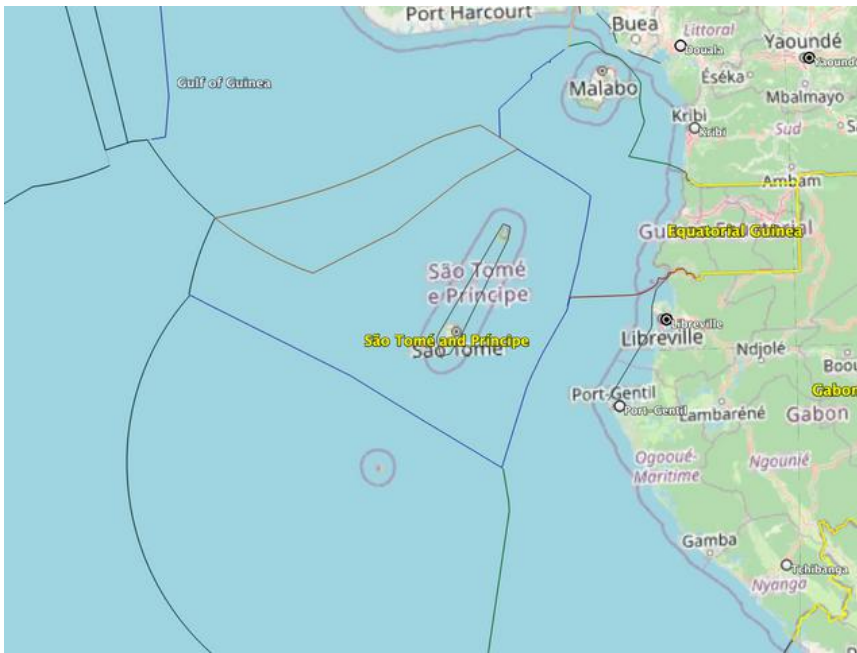 Port Harcourt
Buea
Littoral
Douala
Yaoundé
Yaoundé
Gulf of Guinea
Malabo
Éséka
Mbalmayo
Kribi
Kribi
Sud
Ambam
Equatorial Guinea
São Tomé
e Príncipe
Libreville
Libreville
São Tomé and Príncipe
São Tomé
Ndjolé
Port-Gentil
Port-Gentil
Gabon
Lambaréné
Gabon
Ogooué-
Maritime
Ngounié
Gamba
Tchibanga
Nyanga